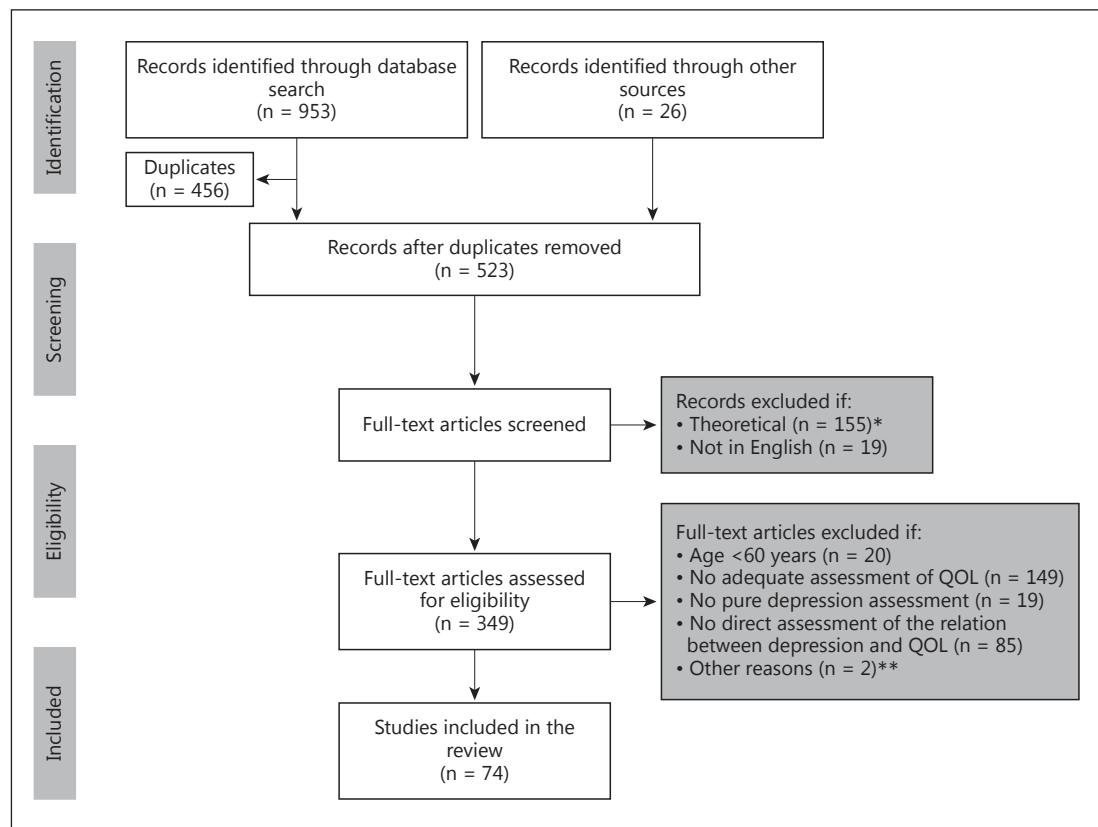 Identification
Records identified through database
search
(n = 953)
Records identified through other
sources
(n = 26)
Duplicates
(n = 456)
Records after duplicates removed
(n = 523)
Screening
Full-text articles screened
Records excluded if:
• Theoretical (n = 155)*
• Not in English (n = 19)
Eligibility
Full-text articles assessed
for eligibility
(n = 349)
Full-text articles excluded if:
• Age <60 years (n = 20)
• No adequate assessment of QOL (n = 149)
• No pure depression assessment (n = 19)
• No direct assessment of the relation
between depression and QOL (n = 85)
• Other reasons (n = 2)**
Included
Studies included in the
review
(n = 74)